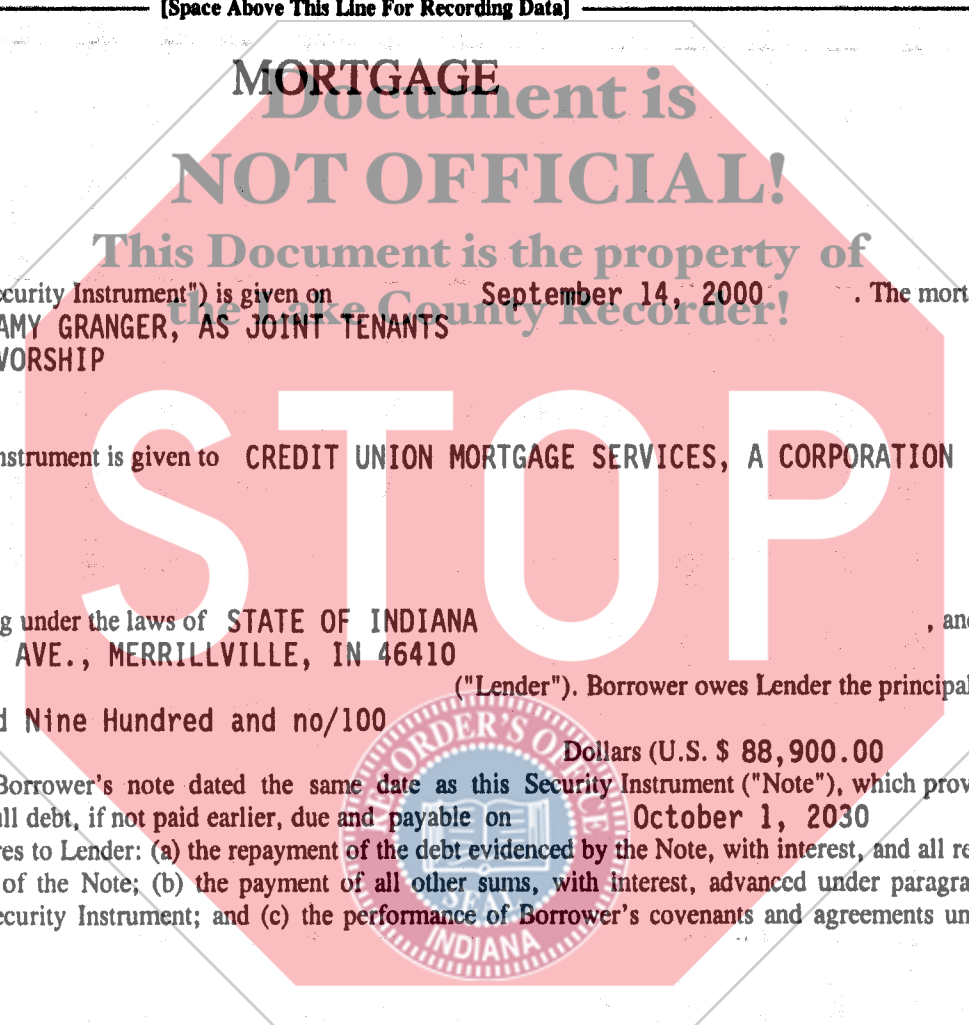 [Space Above This Line For Recording Data]
MORTGAGE
Document is
NOT OFFICIAL!
This Document is the property of
the Lake County Recorder!
curity Instrument") is given on September 14, 2000 . The mort
AMY GRANGER, AS JOINT TENANTS
VORSHIP
STOP
nstrument is given to CREDIT UNION MORTGAGE SERVICES, A CORPORATION
g under the laws of STATE OF INDIANA , and
AVE., MERRILLVILLE, IN 46410
("Lender"). Borrower owes Lender the principal
d Nine Hundred and no/100
Dollars (U.S. $ 88,900.00
Borrower's note dated the same date as this Security Instrument ("Note"), which prov
ll debt, if not paid earlier, due and payable on October 1, 2030
res to Lender: (a) the repayment of the debt evidenced by the Note, with interest, and all re
of the Note; (b) the payment of all other sums, with interest, advanced under paragra
ecurity Instrument; and (c) the performance of Borrower's covenants and agreements un
RECORDER'S OFFICE
SEAL
INDIANA